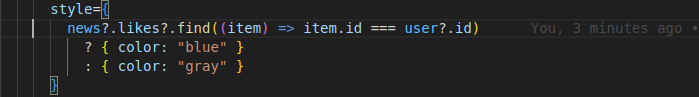 style={
news?.likes?.find((item) => item.id === user?.id) You, 3 minutes ago •
? { color: "blue" }
: { color: "gray" }
}